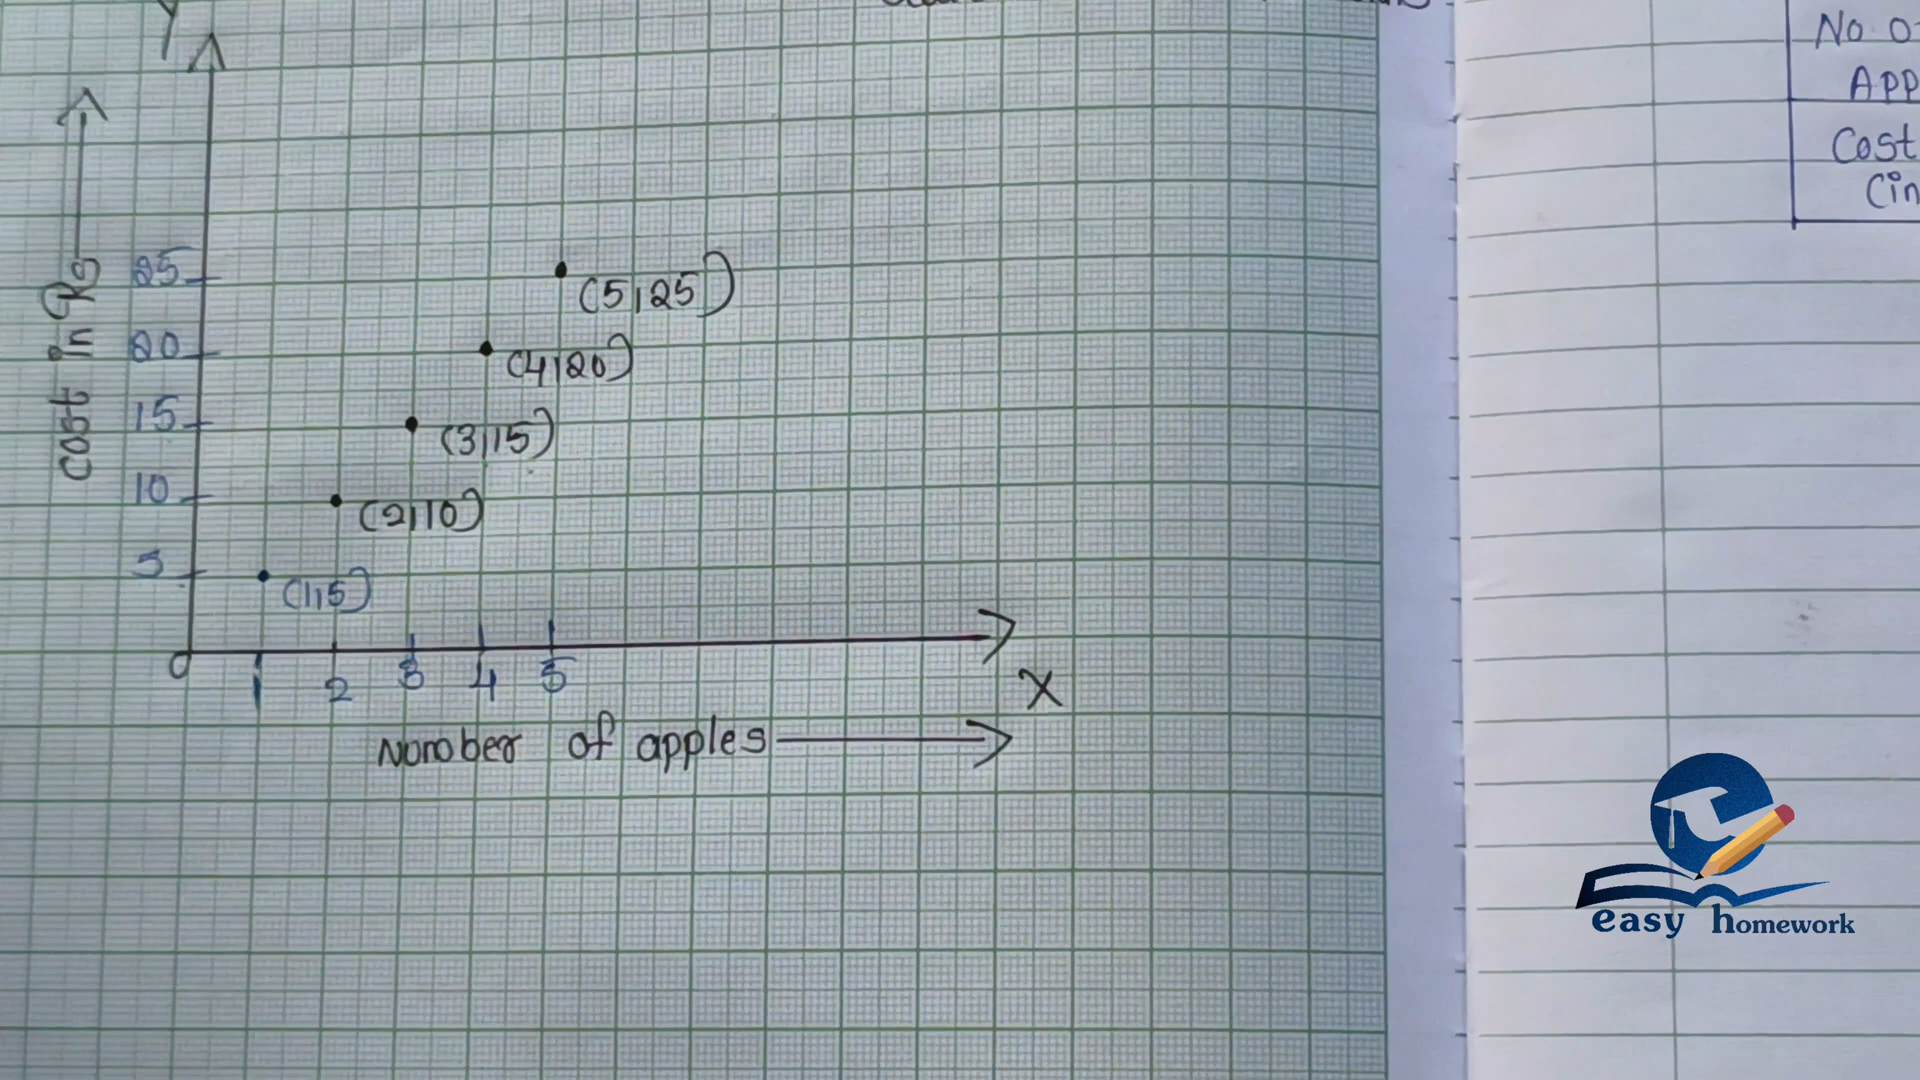 Y
cost in Rs
25
20
15
10
5
0
(5,25)
(4,20)
(3,15)
(2,10)
(1,5)
1 2 3 4 5
X
Nomber of apples
No
App
Cost
(in
easy homework